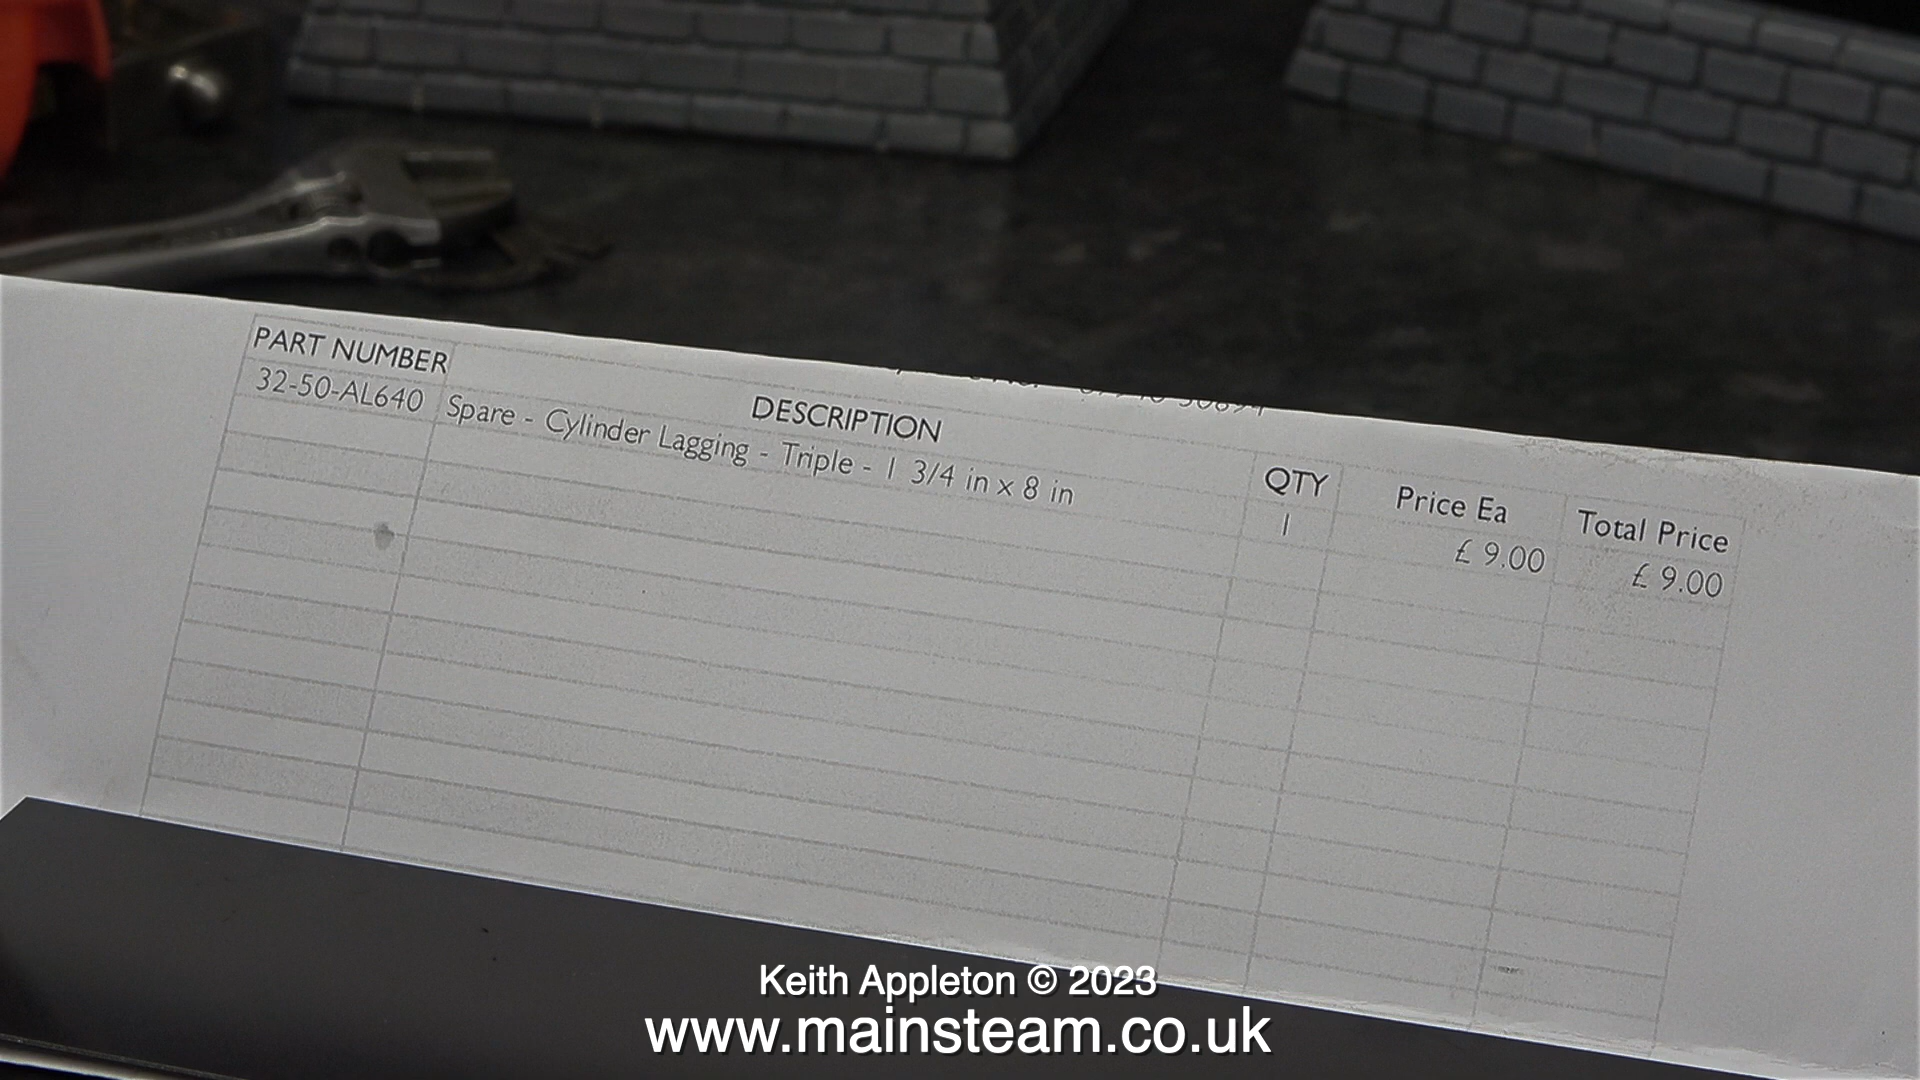 PART NUMBER DESCRIPTION QTY Price Ea Total Price
32-50-AL640 Spare - Cylinder Lagging - Triple - 1 3/4 in x 8 in 1 £ 9.00 £ 9.00
Keith Appleton © 2023
www.mainsteam.co.uk